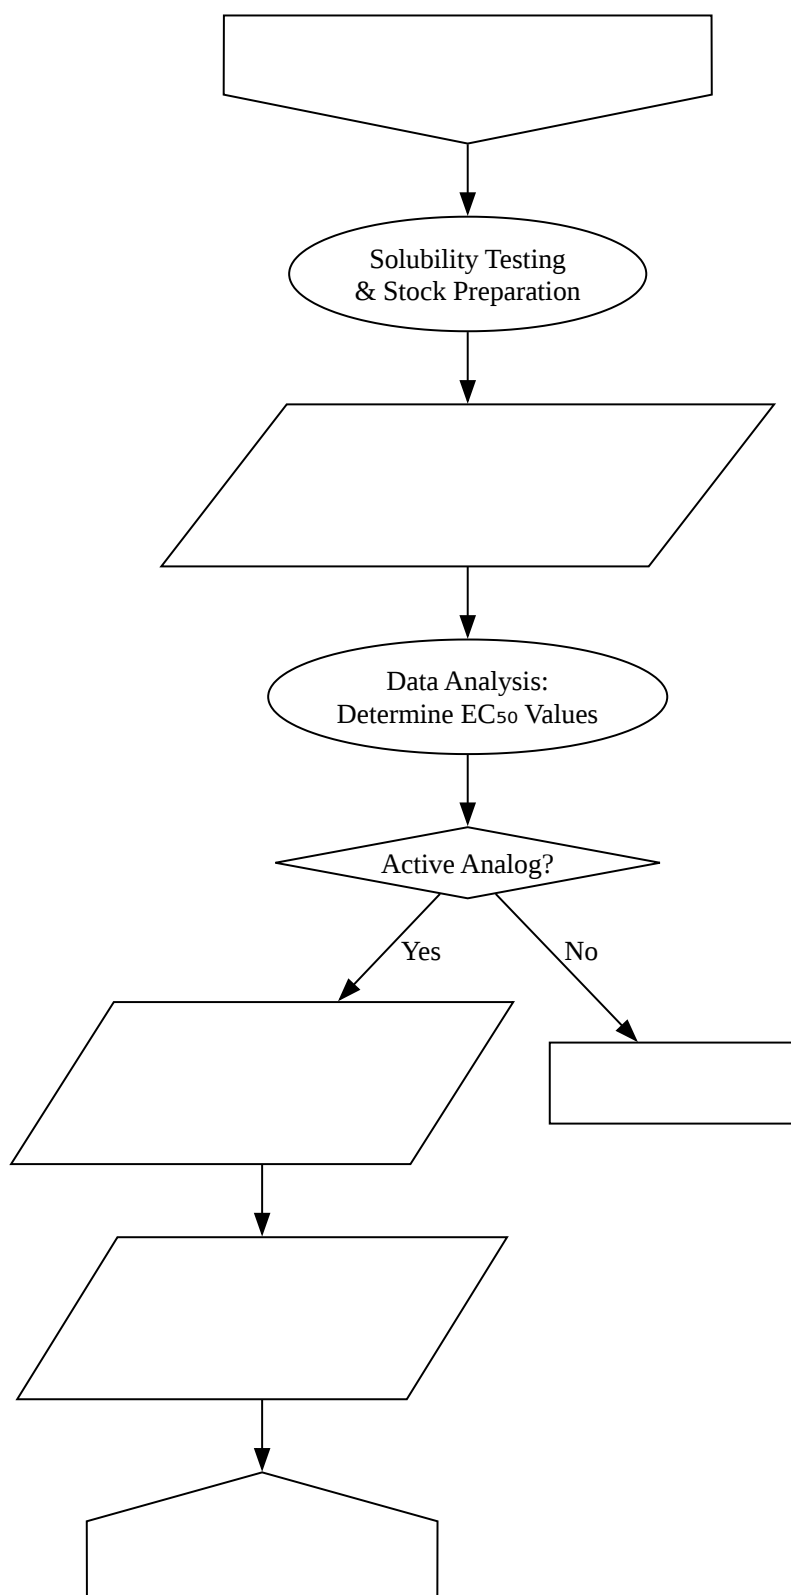 Solubility Testing
& Stock Preparation
Data Analysis:
Determine EC₅₀ Values
Active Analog?
Yes
No